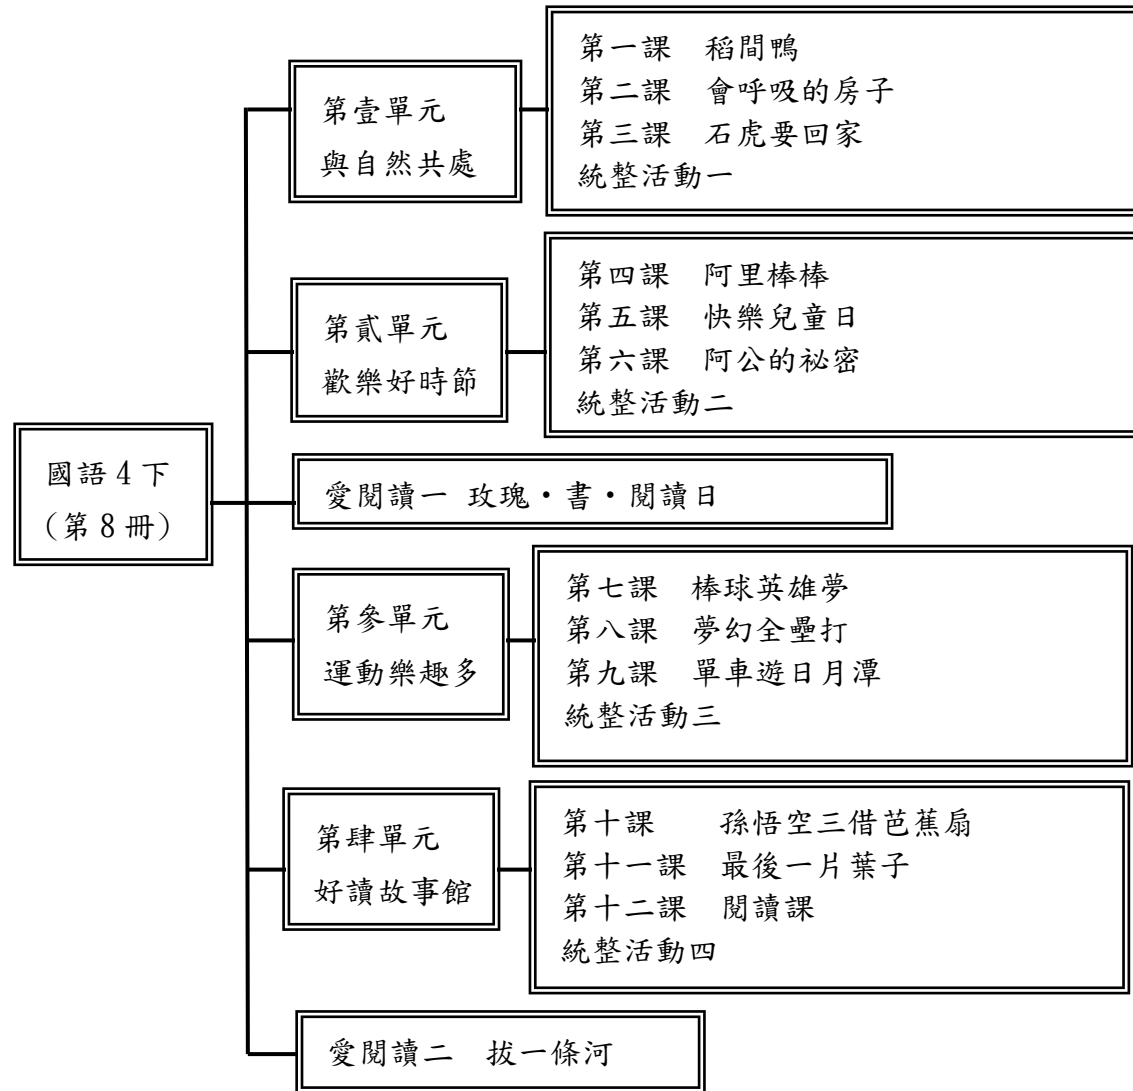 國語 4 下
（第 8 冊）
第壹單元
與自然共處
第一課　稻間鴨
第二課　會呼吸的房子
第三課　石虎要回家
統整活動一
第貳單元
歡樂好時節
第四課　阿里棒棒
第五課　快樂兒童日
第六課　阿公的祕密
統整活動二
愛閱讀一 玫瑰・書・閱讀日
第參單元
運動樂趣多
第七課　棒球英雄夢
第八課　夢幻全壘打
第九課　單車遊日月潭
統整活動三
第肆單元
好讀故事館
第十課　　孫悟空三借芭蕉扇
第十一課　最後一片葉子
第十二課　閱讀課
統整活動四
愛閱讀二　拔一條河